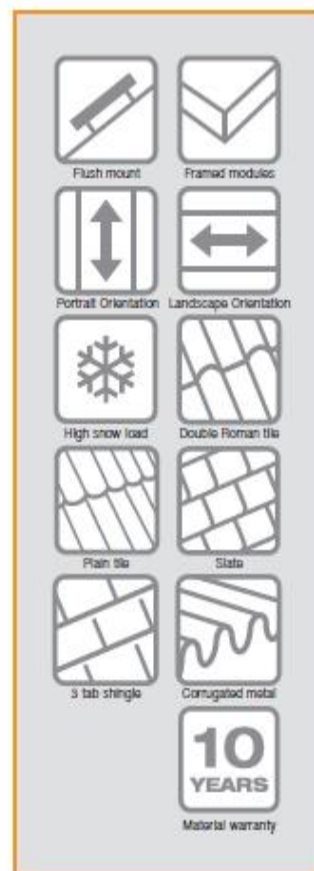 Flush mount Framed modules
Portrait Orientation Landscape Orientation
High snow load Double Roman tile
Plain tile Slate
3 tab shingle Corrugated metal
10
YEARS
Material warranty